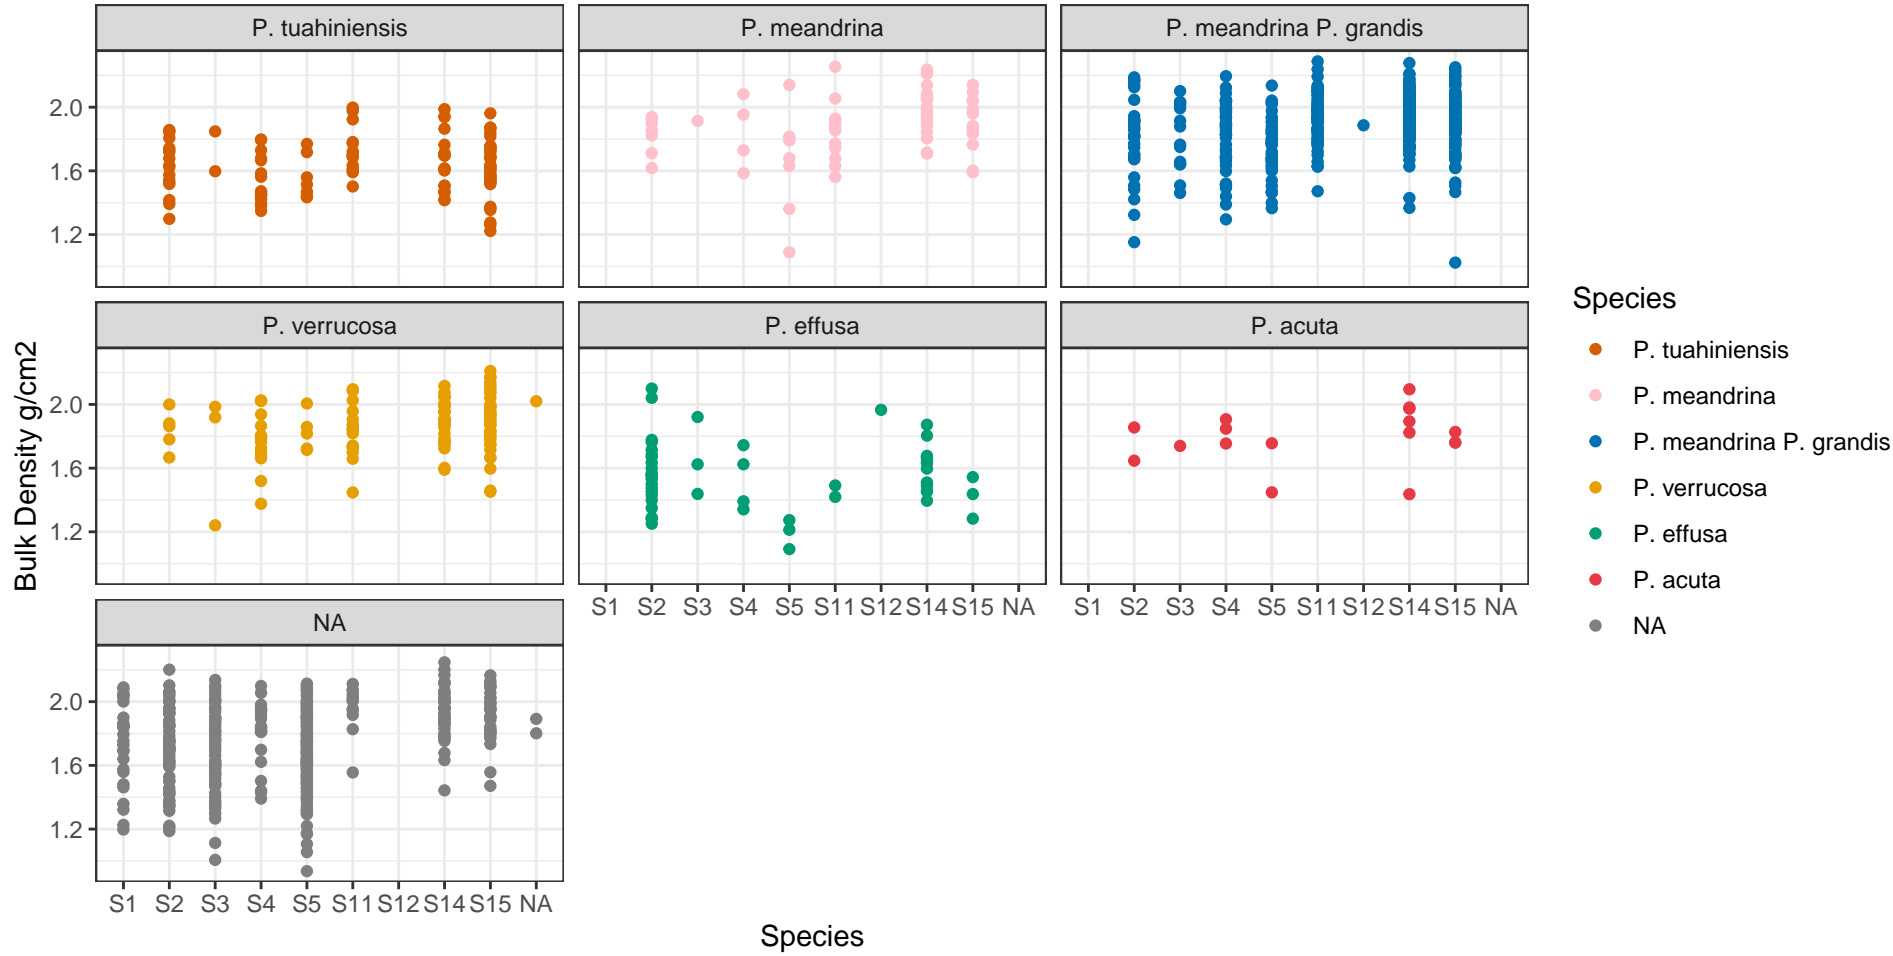 P. tuahiniensis
P. meandrina
P. meandrina P. grandis
2.0
1.6
1.2
P. verrucosa
P. effusa
P. acuta
2.0
1.6
1.2
S1 S2 S3 S4 S5 S11 S12 S14 S15 NA
S1 S2 S3 S4 S5 S11 S12 S14 S15 NA
NA
2.0
1.6
1.2
S1 S2 S3 S4 S5 S11 S12 S14 S15 NA
Bulk Density g/cm2
Species
Species
P. tuahiniensis
P. meandrina
P. meandrina P. grandis
P. verrucosa
P. effusa
P. acuta
NA